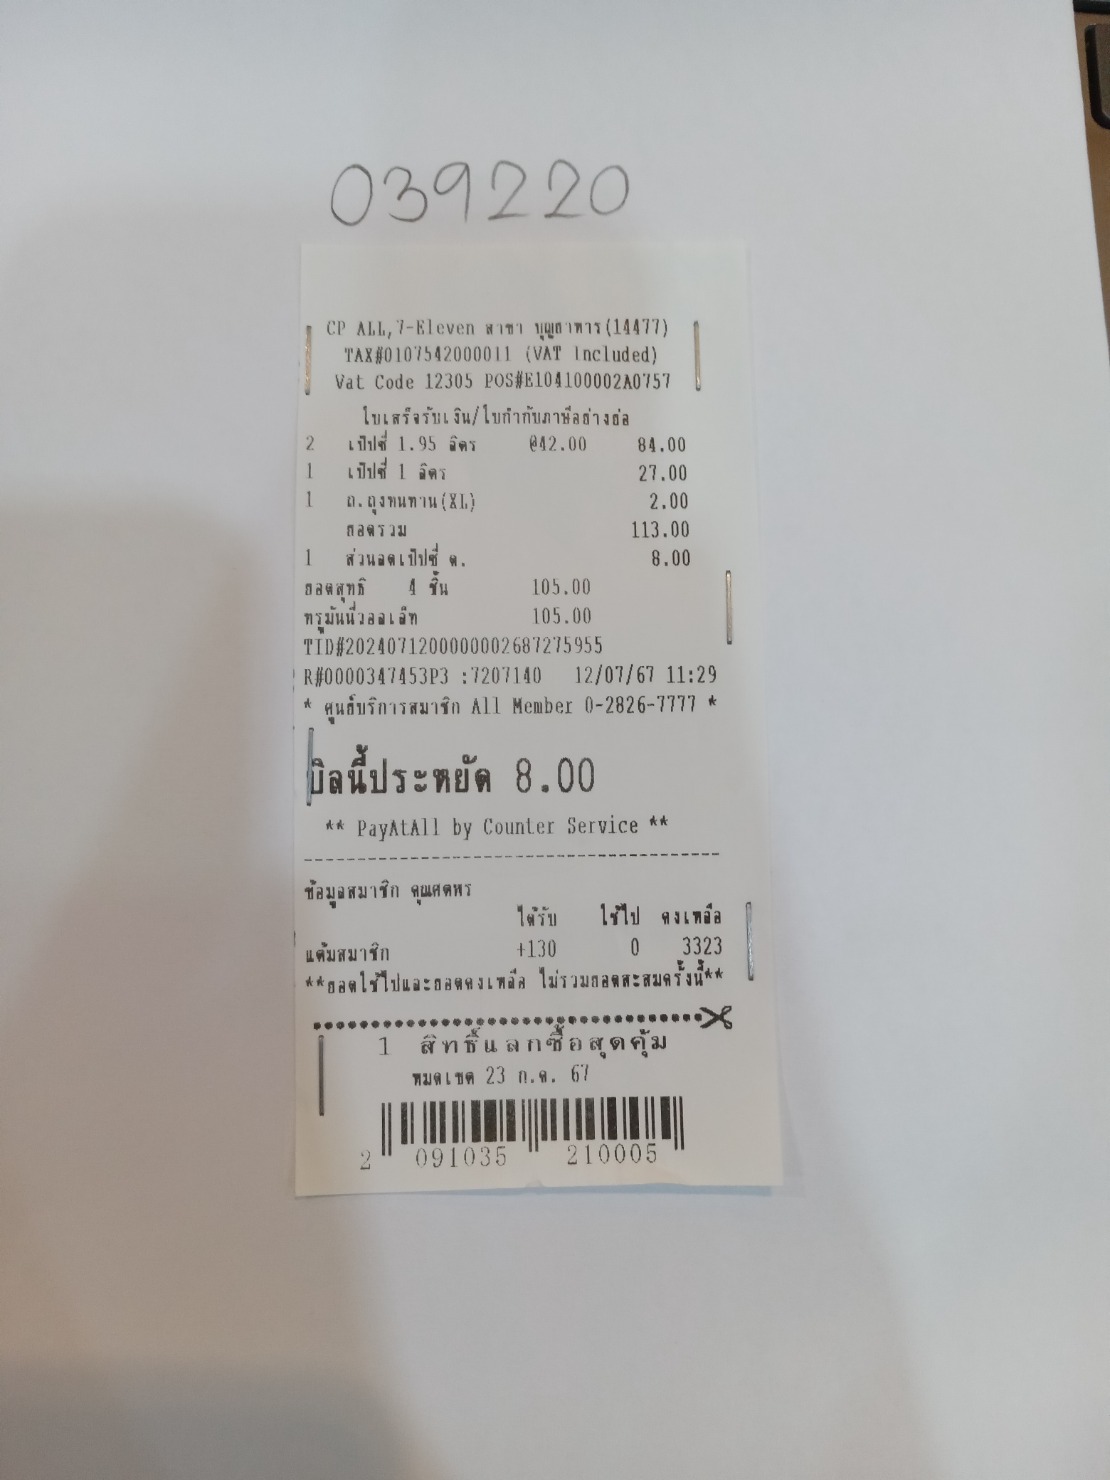 039220
CP ALL,7-Eleven สาขา บุญถาทาร(14477)
TAX#0107542000011 (VAT Included)
Vat Code 12305 POS#E104100002A0757
ใบเสร็จรับเงิน/ใบกำกับภาษีอย่างย่อ
2 เป๊ปซี่ 1.95 ลิตร @42.00 84.00
1 เป๊ปซี่ 1 ลิตร 27.00
1 ถ.ถุงทนทาน(XL) 2.00
ยอดรวม 113.00
1 ส่วนลดเป๊ปซี่ ต. 8.00
ยอดสุทธิ 4 ชิ้น 105.00
ทรูมันนี่วอลเล็ท 105.00
TID#2024071200000002687275955
R#0000347453P3 :7207140 12/07/67 11:29
* ศูนย์บริการสมาชิก All Member 0-2826-7777 *
บิลนี้ประหยัด 8.00
** PayAtAll by Counter Service **
ข้อมูลสมาชิก คุณศตพร
ได้รับ ใช้ไป คงเหลือ
แต้มสมาชิก +130 0 3323
**ยอดใช้ไปและยอดคงเหลือ ไม่รวมยอดสะสมครั้งนี้**
1 สิทธิ์แลกซื้อสุดคุ้ม
หมดเขต 23 ก.ค. 67
2 091035 210005